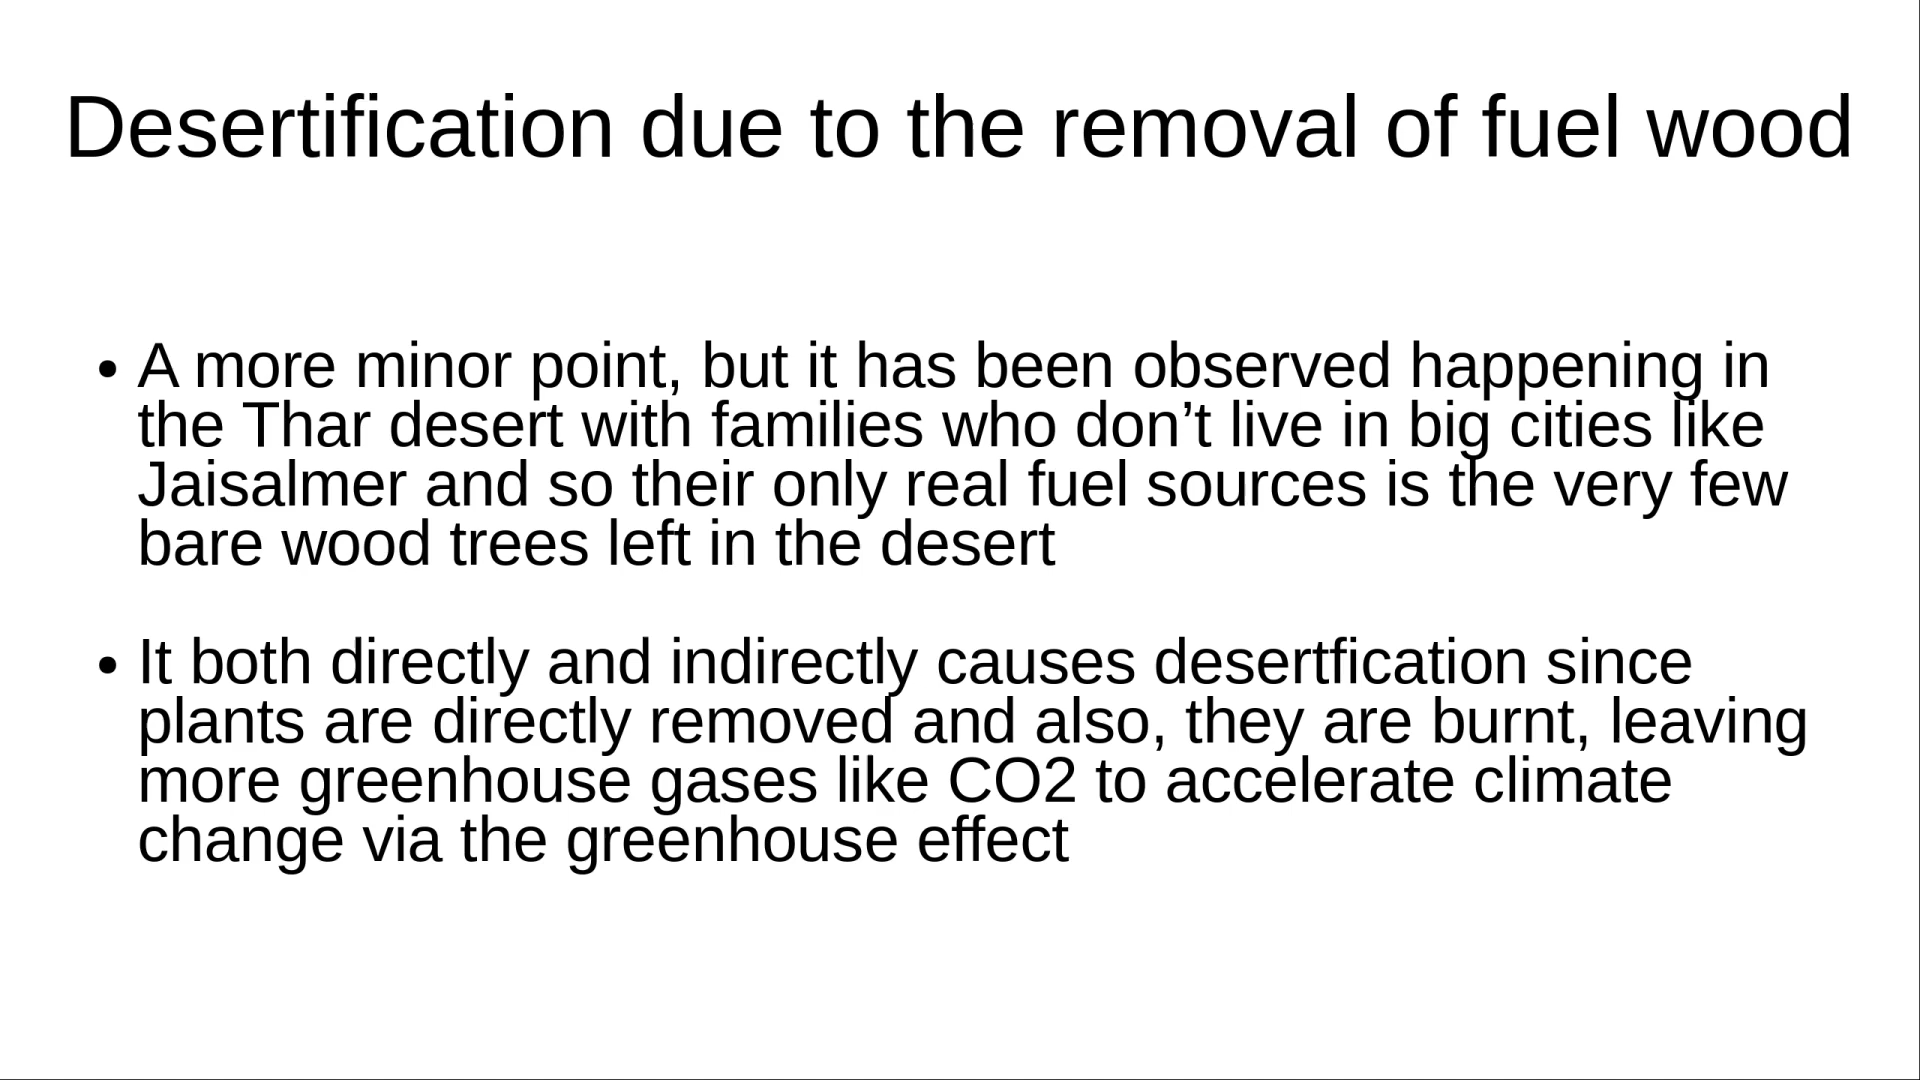 Desertification due to the removal of fuel wood
• A more minor point, but it has been observed happening in
the Thar desert with families who don’t live in big cities like
Jaisalmer and so their only real fuel sources is the very few
bare wood trees left in the desert
• It both directly and indirectly causes desertfication since
plants are directly removed and also, they are burnt, leaving
more greenhouse gases like CO2 to accelerate climate
change via the greenhouse effect